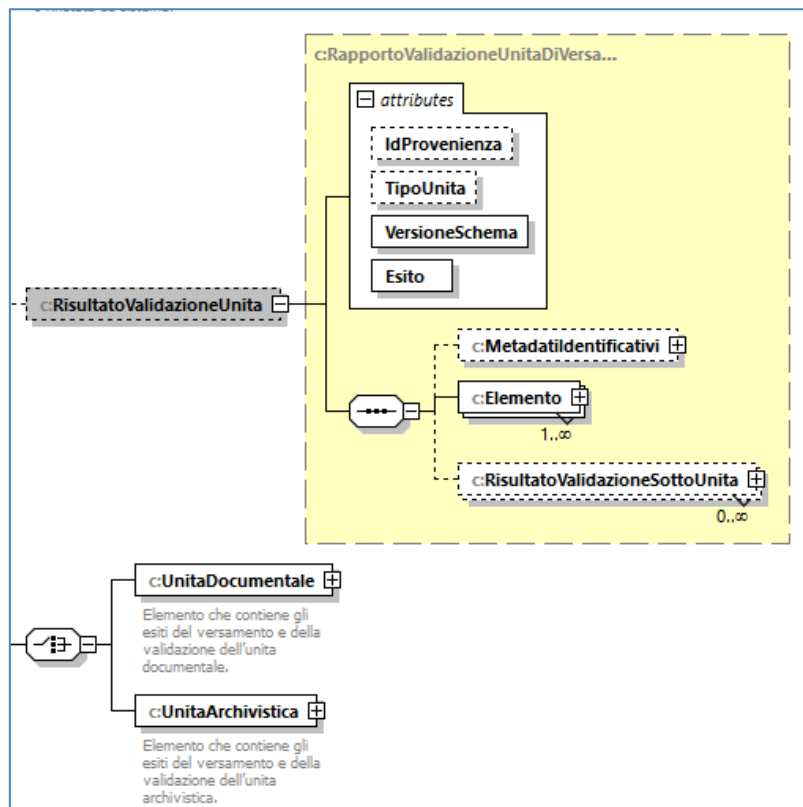 c:RapportoValidazioneUnitaDiVersa...
attributes
IdProvenienza
TipoUnita
VersioneSchema
Esito
c:RisultatoValidazioneUnita
c:MetadatiIdentificativi
c:Elemento
1..∞
c:RisultatoValidazioneSottoUnita
0..∞
c:UnitaDocumentale
Elemento che contiene gli
esiti del versamento e della
validazione dell'unita
documentale.
c:UnitaArchivistica
Elemento che contiene gli
esiti del versamento e della
validazione dell'unita
archivistica.